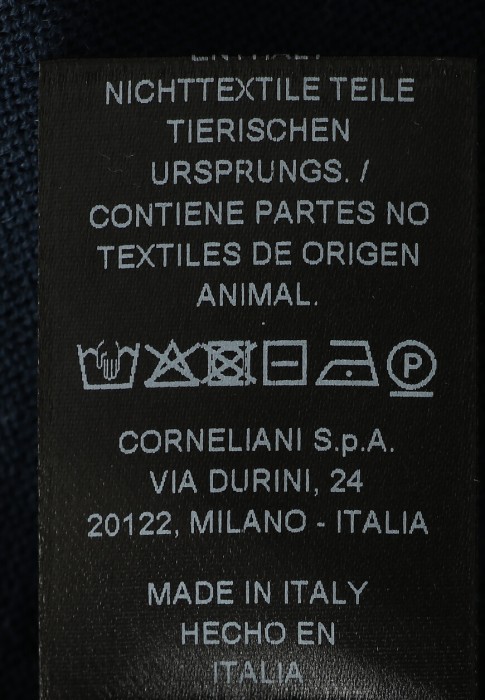 NICHTTEXTILE TEILE
TIERISCHEN
URSPRUNGS. /
CONTIENE PARTES NO
TEXTILES DE ORIGEN
ANIMAL.
P
CORNELIANI S.p.A.
VIA DURINI, 24
20122, MILANO - ITALIA
MADE IN ITALY
HECHO EN
ITALIA